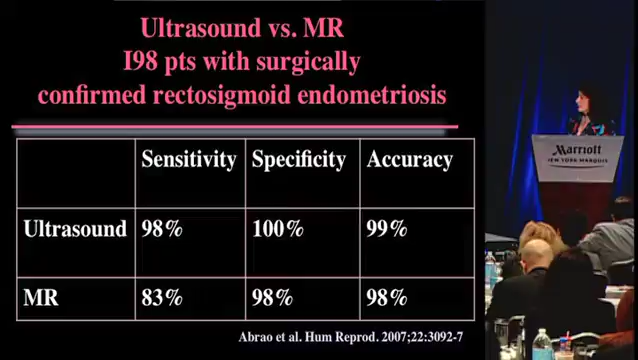 Ultrasound vs. MR
I98 pts with surgically
confirmed rectosigmoid endometriosis
Sensitivity Specificity Accuracy
Ultrasound 98% 100% 99%
MR 83% 98% 98%
Abrao et al. Hum Reprod. 2007;22:3092-7
Marriott
NEW YORK MARQUIS